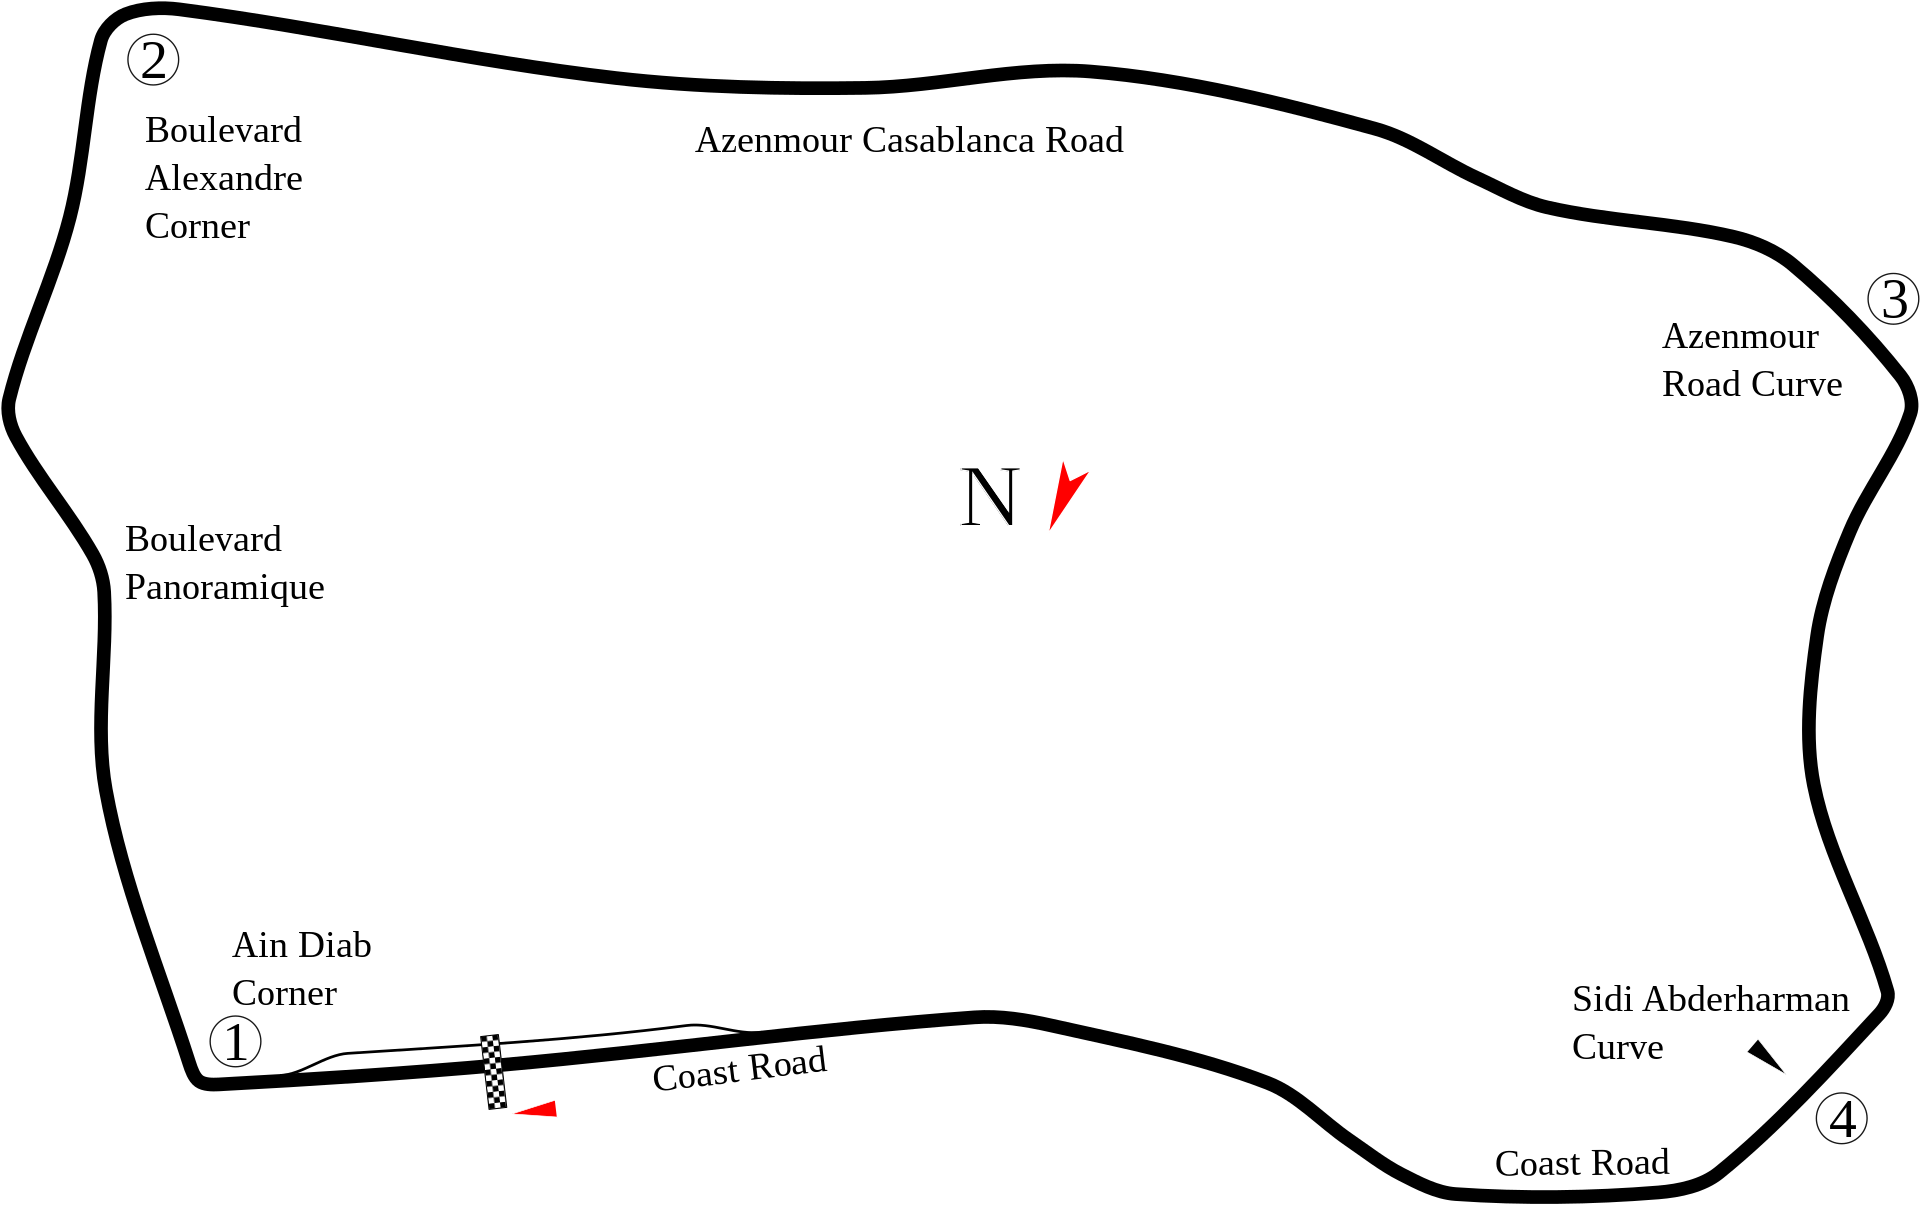 2
Boulevard
Alexandre
Corner
Azenmour Casablanca Road
3
Azenmour
Road Curve
N
Boulevard
Panoramique
Ain Diab
Corner
1
Coast Road
Sidi Abderharman
Curve
4
Coast Road